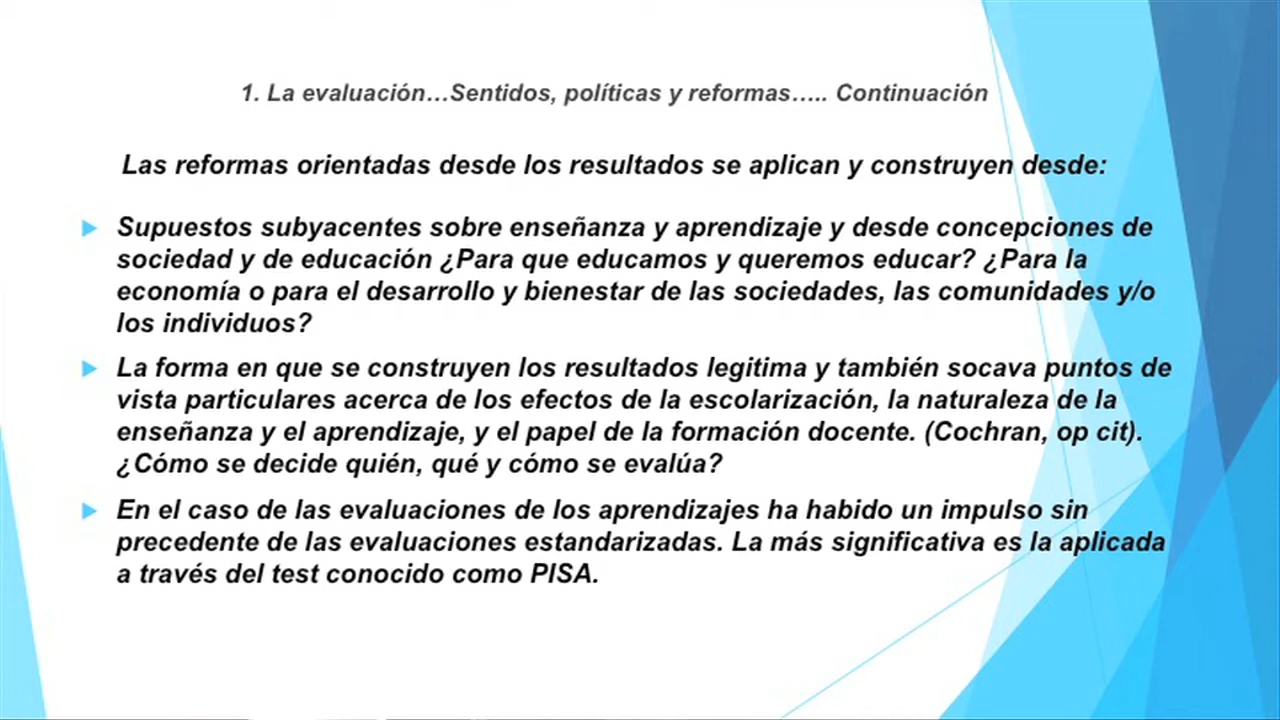 1. La evaluación…Sentidos, políticas y reformas….. Continuación
Las reformas orientadas desde los resultados se aplican y construyen desde:
Supuestos subyacentes sobre enseñanza y aprendizaje y desde concepciones de
sociedad y de educación ¿Para que educamos y queremos educar? ¿Para la
economía o para el desarrollo y bienestar de las sociedades, las comunidades y/o
los individuos?
La forma en que se construyen los resultados legitima y también socava puntos de
vista particulares acerca de los efectos de la escolarización, la naturaleza de la
enseñanza y el aprendizaje, y el papel de la formación docente. (Cochran, op cit).
¿Cómo se decide quién, qué y cómo se evalúa?
En el caso de las evaluaciones de los aprendizajes ha habido un impulso sin
precedente de las evaluaciones estandarizadas. La más significativa es la aplicada
a través del test conocido como PISA.